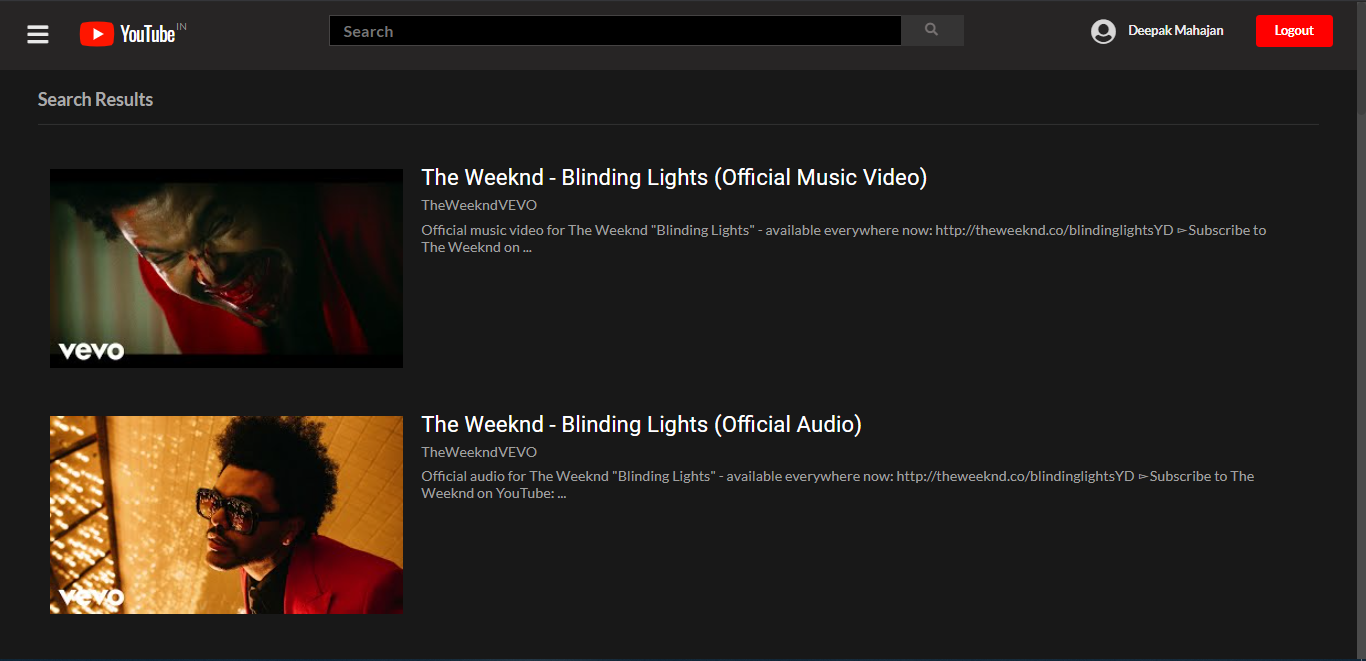 YouTube IN
Search
Deepak Mahajan
Logout
Search Results
The Weeknd - Blinding Lights (Official Music Video)
TheWeekndVEVO
Official music video for The Weeknd "Blinding Lights" - available everywhere now: http://theweeknd.co/blindinglightsYD ►Subscribe to
The Weeknd on ...
vevo
The Weeknd - Blinding Lights (Official Audio)
TheWeekndVEVO
Official audio for The Weeknd "Blinding Lights" - available everywhere now: http://theweeknd.co/blindinglightsYD ►Subscribe to The
Weeknd on YouTube: ...
vevo